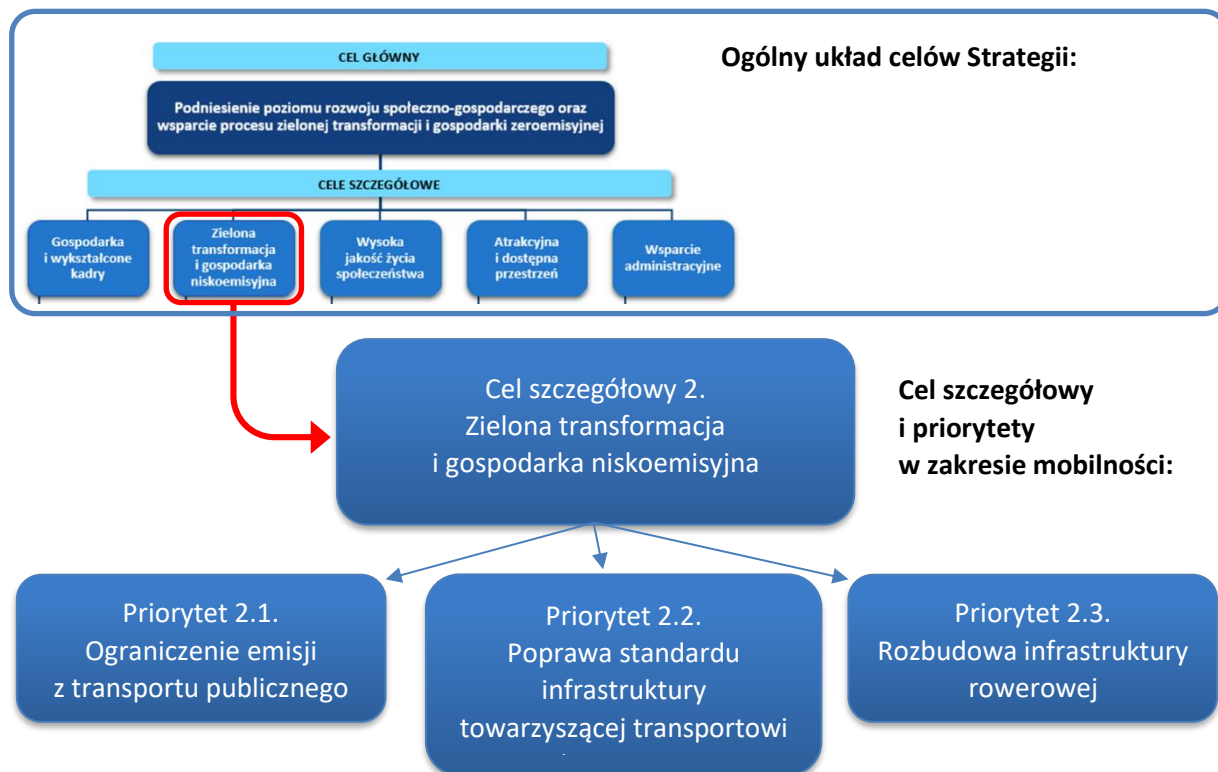 CEL GŁÓWNY
Ogólny układ celów Strategii:
Podniesienie poziomu rozwoju społeczno-gospodarczego oraz
wsparcie procesu zielonej transformacji i gospodarki zeroemisyjnej
CELE SZCZEGÓŁOWE
Gospodarka
i wykształcone
kadry
Zielona
transformacja
i gospodarka
niskoemisyjna
Wysoka
jakość życia
społeczeństwa
Atrakcyjna
i dostępna
przestrzeń
Wsparcie
administracyjne
Cel szczegółowy 2.
Zielona transformacja
i gospodarka niskoemisyjna
Cel szczegółowy
i priorytety
w zakresie mobilności:
Priorytet 2.1.
Ograniczenie emisji
z transportu publicznego
Priorytet 2.2.
Poprawa standardu
infrastruktury
towarzyszącej transportowi
Priorytet 2.3.
Rozbudowa infrastruktury
rowerowej